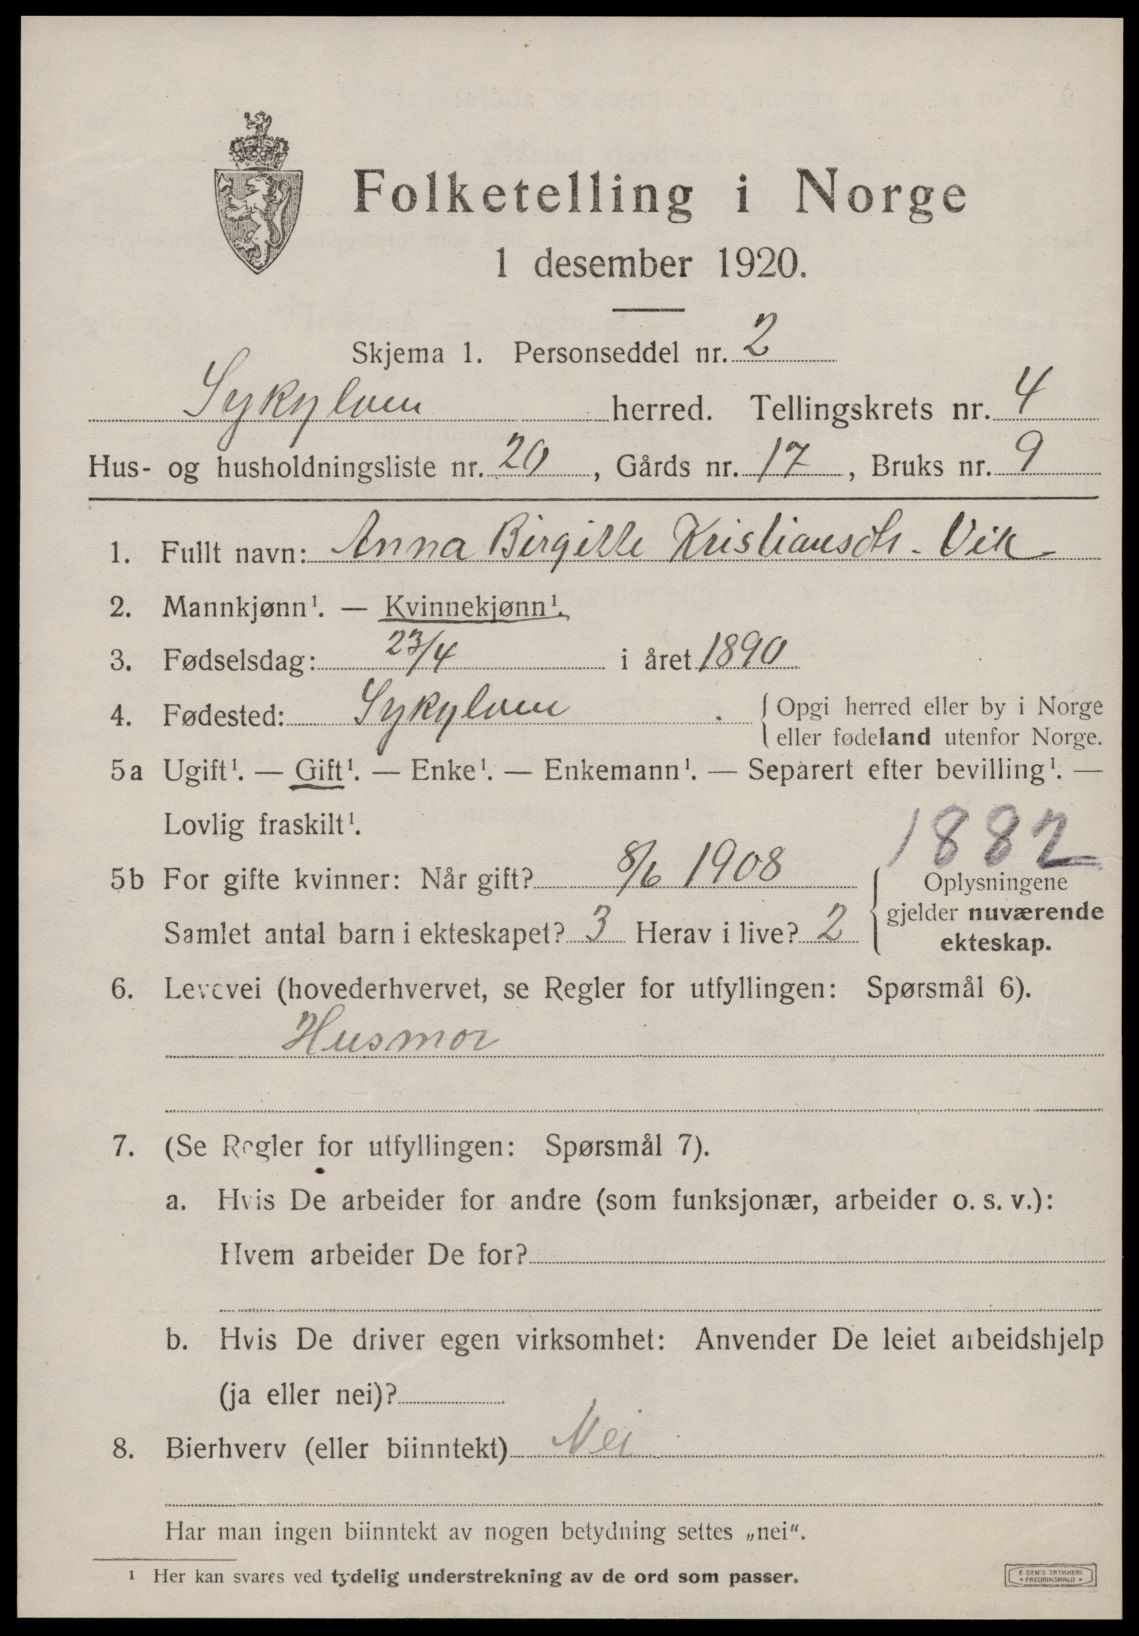 Folketelling i Norge
1 desember 1920.
Skjema 1. Personseddel nr. 2
Sykylven herred. Tellingskrets nr. 4
Hus- og husholdningsliste nr. 20, Gårds nr. 17, Bruks nr. 9
1. Fullt navn: Anna Birgitte Kristiansdtr. Vik
2. Mannkjønn¹. — Kvinnekjønn¹.
3. Fødselsdag: 23/4 i året 1890
4. Fødested: Sykylven . { Opgi herred eller by i Norge
eller fødeland utenfor Norge.
5a Ugift¹. — Gift¹. — Enke¹. — Enkemann¹. — Separert efter bevilling¹. —
Lovlig fraskilt¹.
1882
5b For gifte kvinner: Når gift? 8/6 1908
Samlet antal barn i ekteskapet? 3 Herav i live? 2
Oplysningene
gjelder nuværende
ekteskap.
6. Levevei (hovederhvervet, se Regler for utfyllingen: Spørsmål 6).
Husmor
7. (Se Regler for utfyllingen: Spørsmål 7).
a. Hvis De arbeider for andre (som funksjonær, arbeider o. s. v.):
Hvem arbeider De for?
b. Hvis De driver egen virksomhet: Anvender De leiet arbeidshjelp
(ja eller nei)?
8. Bierhverv (eller biinntekt) Nei
Har man ingen biinntekt av nogen betydning settes „nei“.
¹ Her kan svares ved tydelig understrekning av de ord som passer.
E DEM'S TRYKKERI
• FREDRIKSHALD •